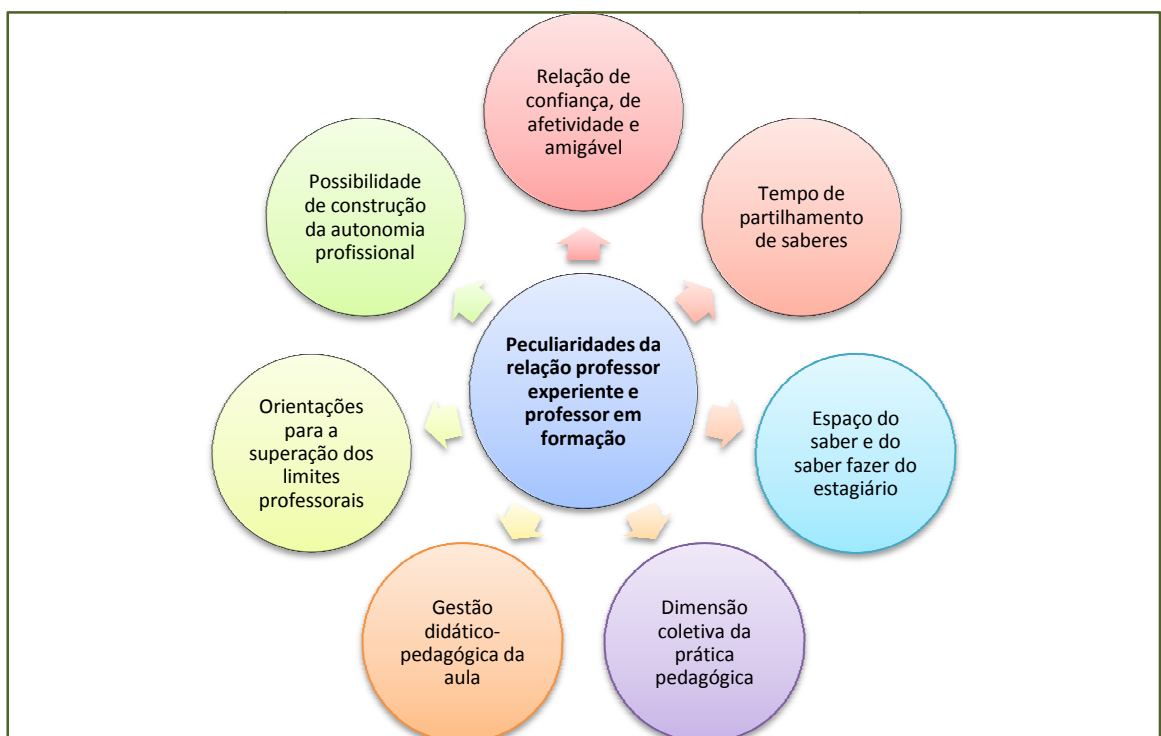 Relação de
confiança, de
afetividade e
amigável
Tempo de
partilhamento
de saberes
Espaço do
saber e do
saber fazer do
estagiário
Dimensão
coletiva da
prática
pedagógica
Gestão
didático-
pedagógica da
aula
Orientações
para a
superação dos
limites
professorais
Possibilidade
de construção
da autonomia
profissional
Peculiaridades da
relação professor
experiente e
professor em
formação